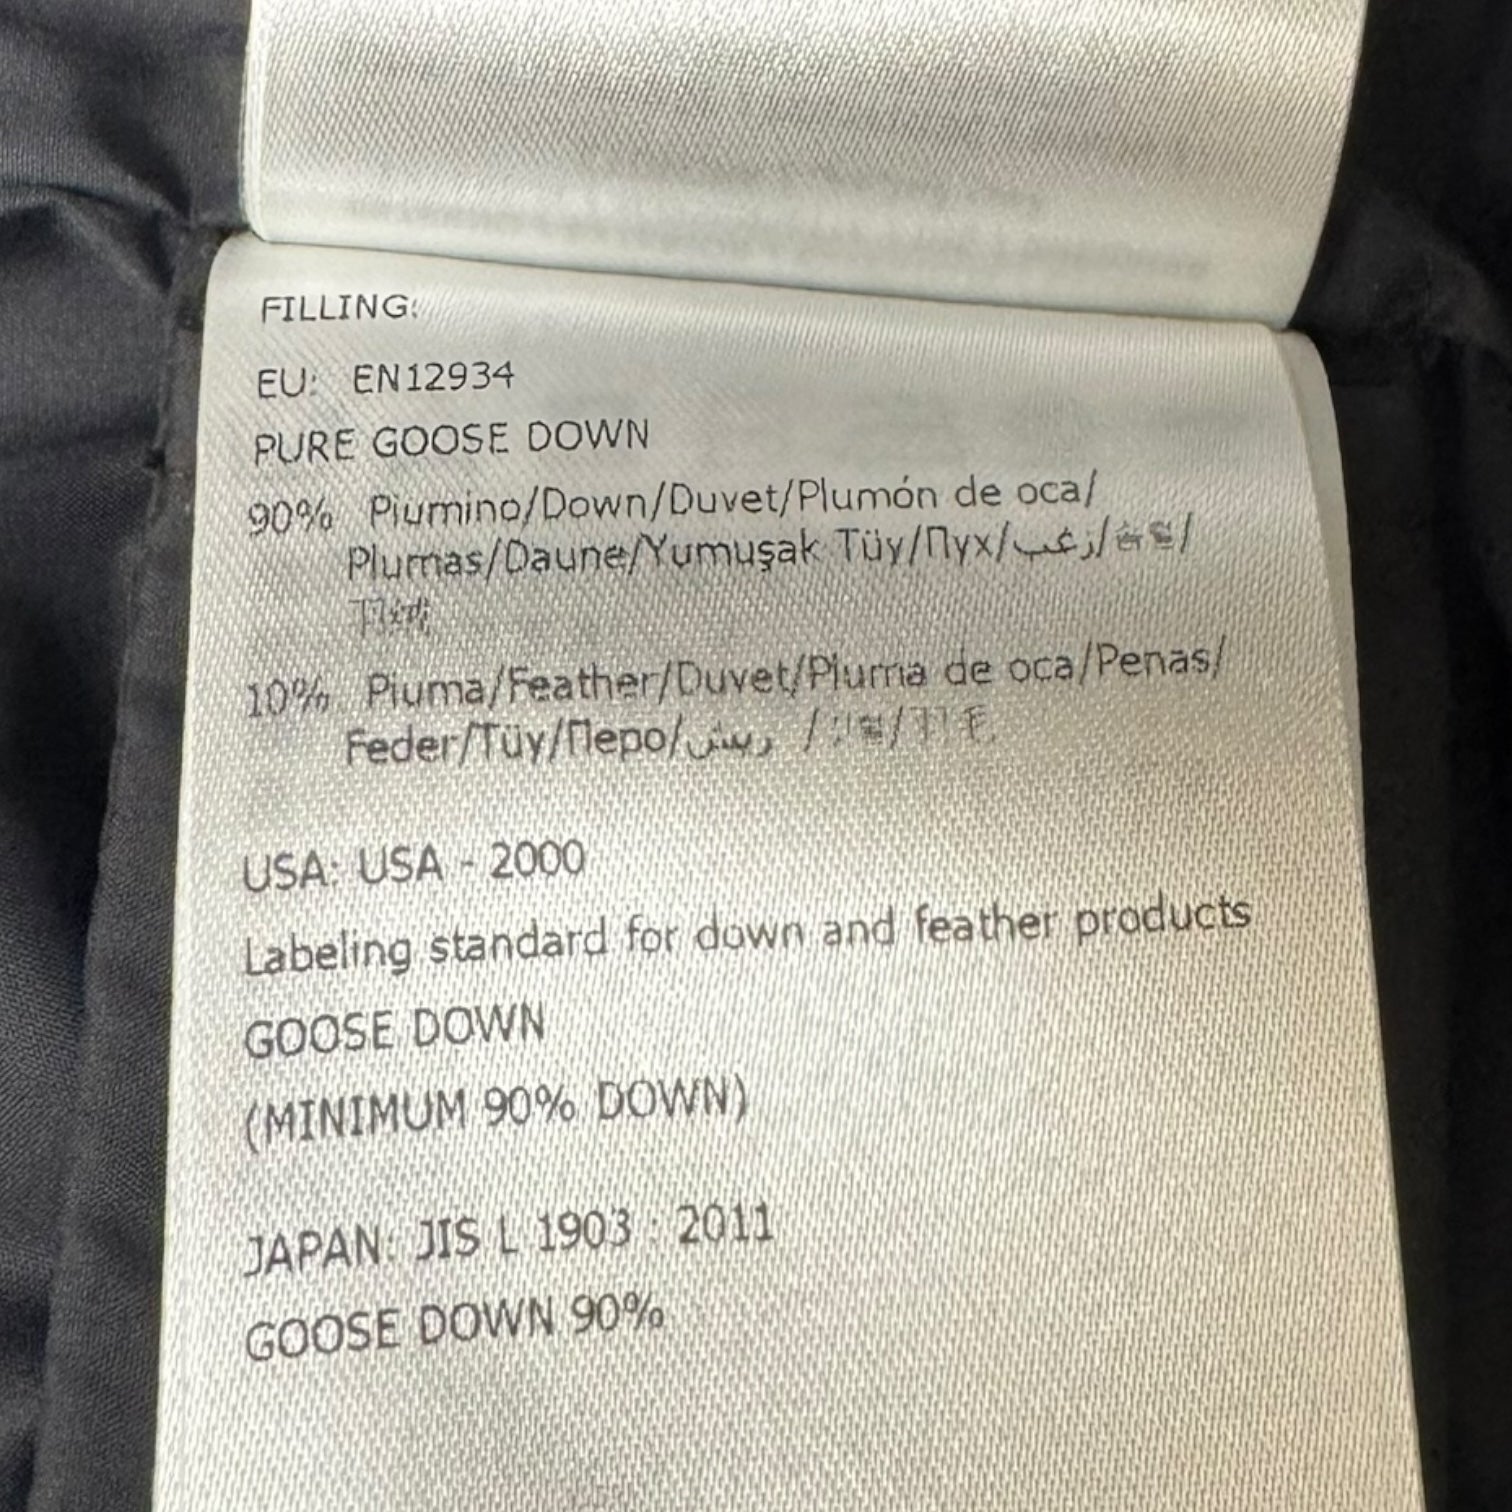 FILLING:
EU: EN12934
PURE GOOSE DOWN
90% Piumino/Down/Duvet/Plumón de oca/
Plumas/Daune/Yumuşak Tüy/Пух/زغب/
10% Piuma/Feather/Duvet/Pluma de oca/Penas/
Feder/Tüy/Перо/ريش /
USA: USA - 2000
Labeling standard for down and feather products
GOOSE DOWN
(MINIMUM 90% DOWN)
JAPAN: JIS L 1903 : 2011
GOOSE DOWN 90%